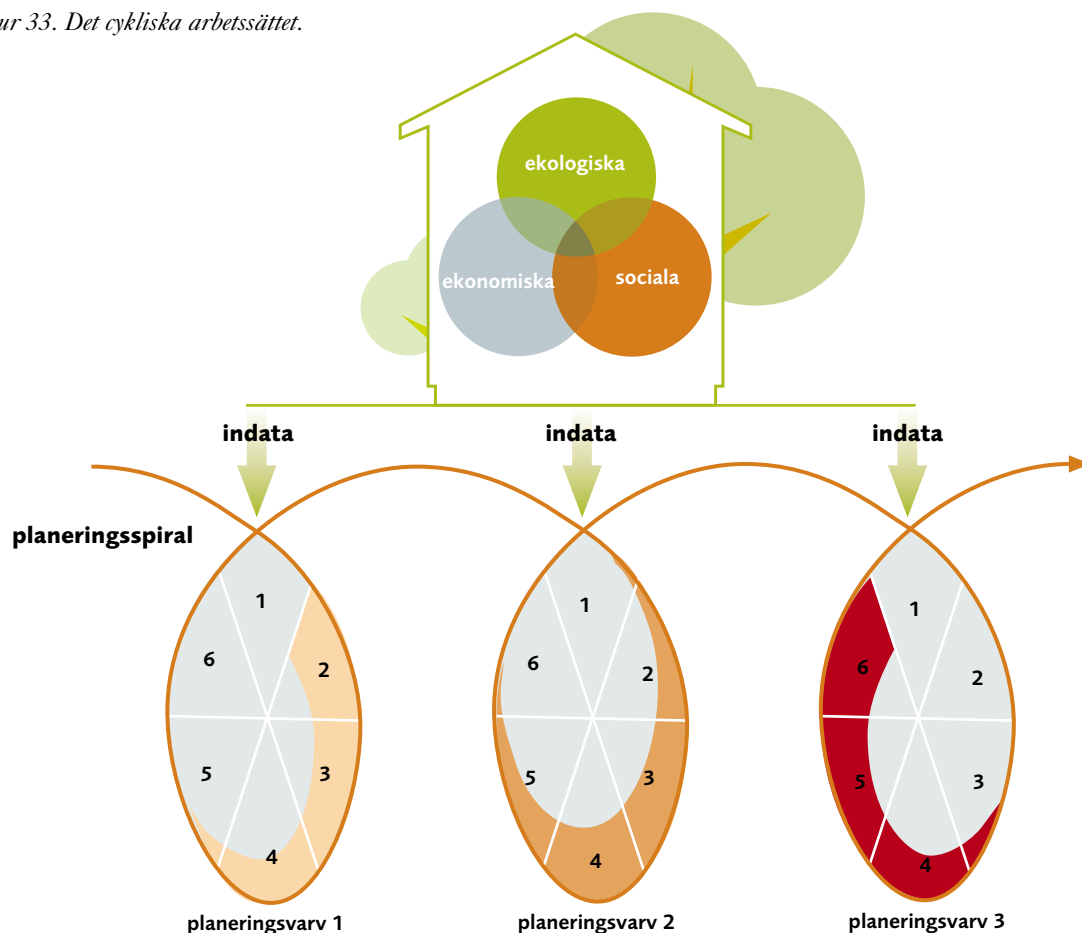 ur 33. Det cykliska arbetssättet.
ekologiska
ekonomiska
sociala
indata
indata
indata
planeringsspiral
1
2
3
4
5
6
1
2
3
4
5
6
1
2
3
4
5
6
planeringsvarv 1
planeringsvarv 2
planeringsvarv 3